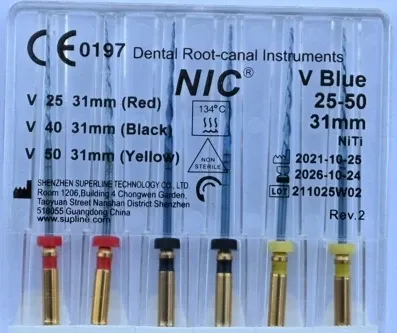 CE 0197 Dental Root-canal Instruments
NIC®
V Blue
25-50
31mm
NiTi
V 25 31mm (Red)
V 40 31mm (Black)
V 50 31mm (Yellow)
134°C
NON
STERILE
2021-10-25
2026-10-24
LOT 211025W02
Rev.2
SHENZHEN SUPERLINE TECHNOLOGY CO., LTD.
208,Building 4 Chongwen Garden,
Taoyuan Street Nanshan District Shenzhen
518055 Guangdong China
www.supline.com